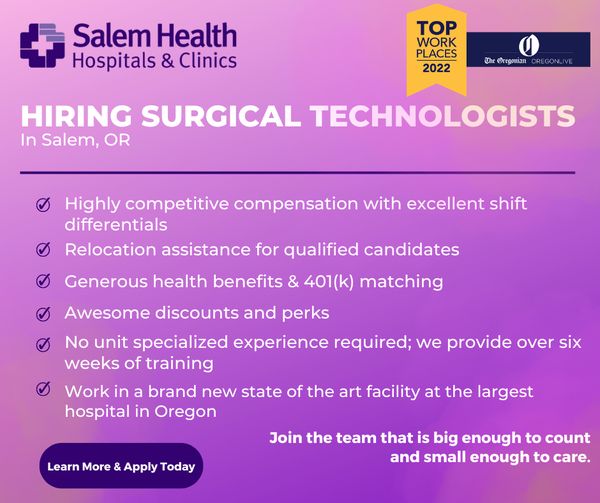 Salem Health
Hospitals & Clinics
TOP
WORK
PLACES
2022
The Oregonian OREGONLIVE
HIRING SURGICAL TECHNOLOGISTS
In Salem, OR
Highly competitive compensation with excellent shift
differentials
Relocation assistance for qualified candidates
Generous health benefits & 401(k) matching
Awesome discounts and perks
No unit specialized experience required; we provide over six
weeks of training
Work in a brand new state of the art facility at the largest
hospital in Oregon
Join the team that is big enough to count
and small enough to care.
Learn More & Apply Today